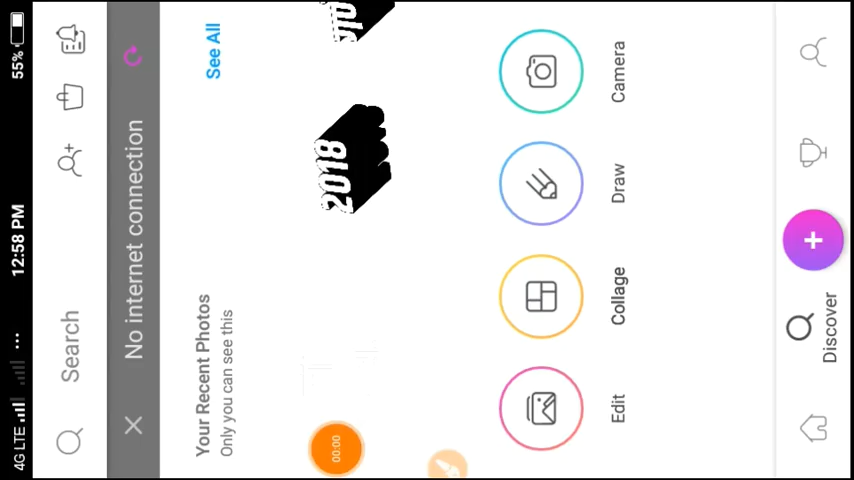 4G LTE ... 12:58 PM 55%
Search
No internet connection
Your Recent Photos
Only you can see this
See All
2018
00:00
Edit
Collage
Draw
Camera
Discover